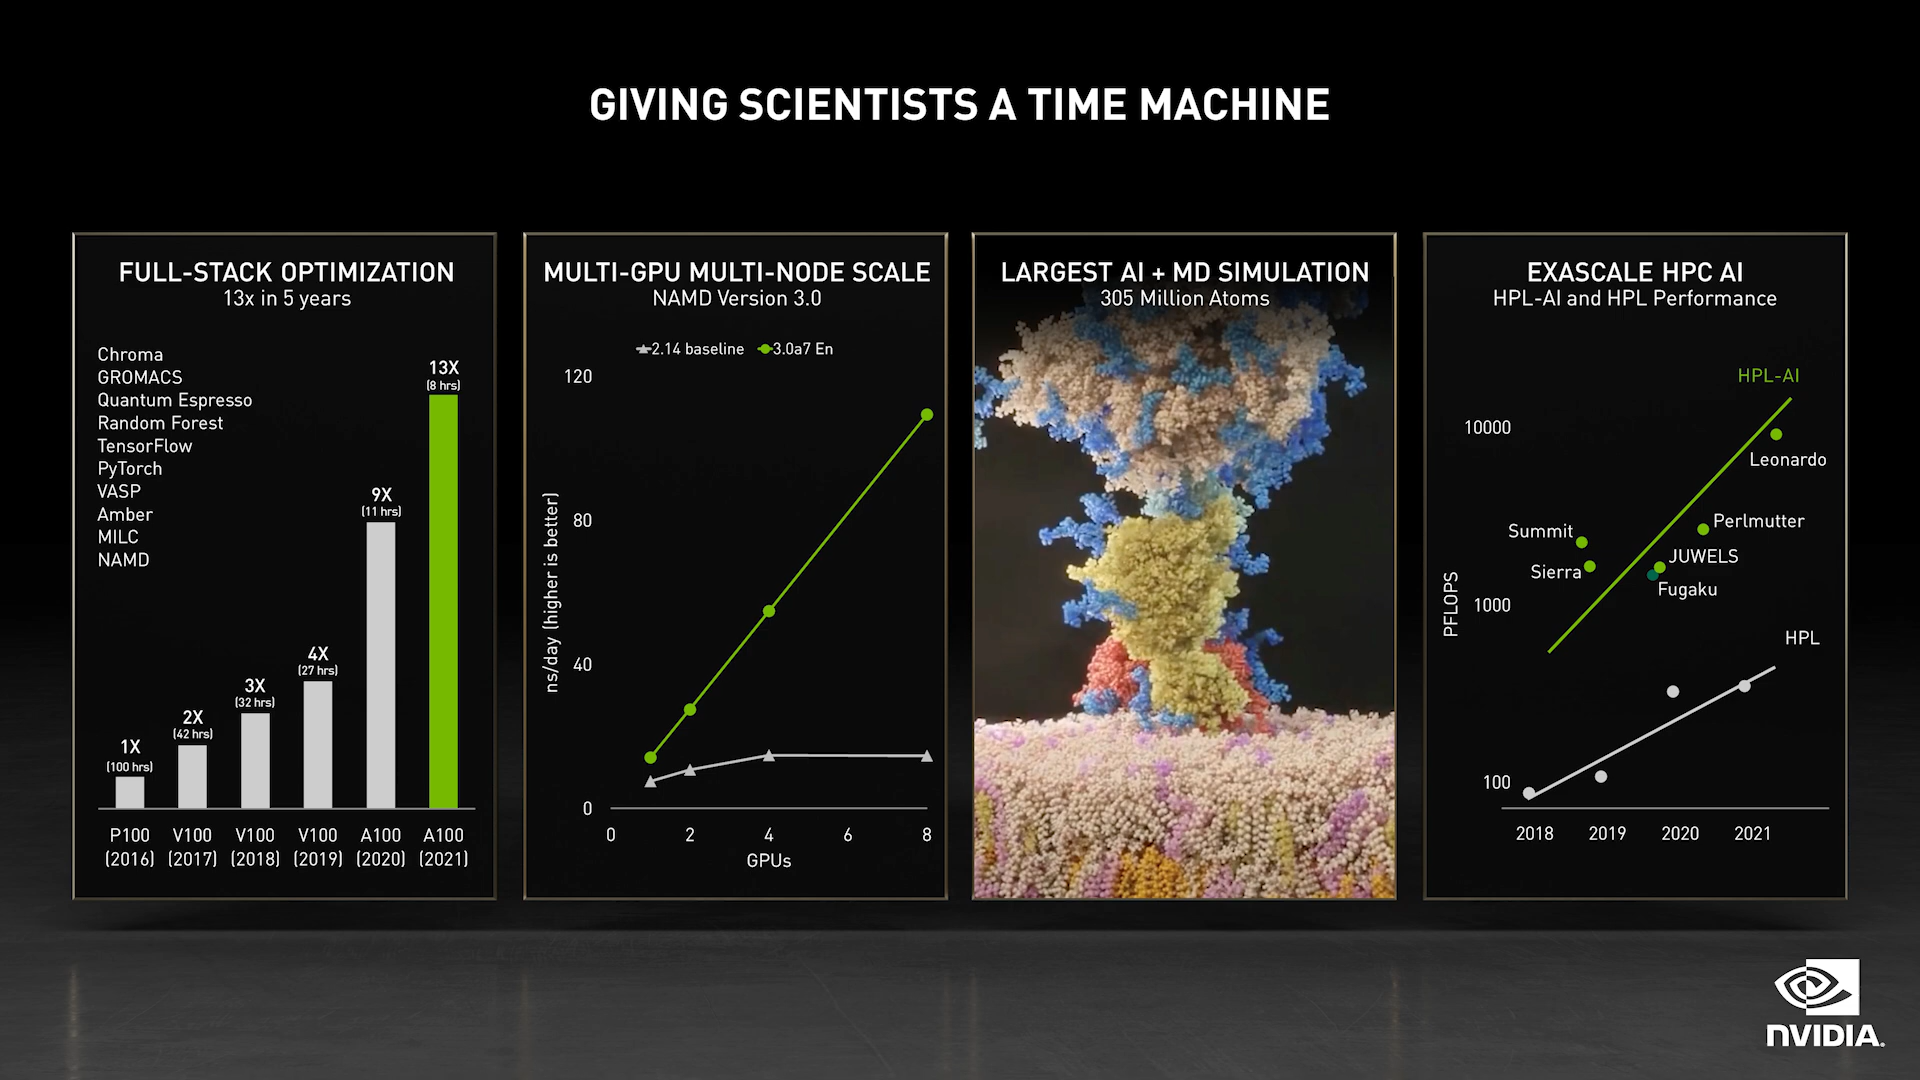 GIVING SCIENTISTS A TIME MACHINE
FULL-STACK OPTIMIZATION
13x in 5 years
Chroma
GROMACS
Quantum Espresso
Random Forest
TensorFlow
PyTorch
VASP
Amber
MILC
NAMD
1X
(100 hrs)
2X
(42 hrs)
3X
(32 hrs)
4X
(27 hrs)
9X
(11 hrs)
13X
(8 hrs)
P100
(2016)
V100
(2017)
V100
(2018)
V100
(2019)
A100
(2020)
A100
(2021)
MULTI-GPU MULTI-NODE SCALE
NAMD Version 3.0
2.14 baseline
3.0a7 En
ns/day (higher is better)
120
80
40
0
0 2 4 6 8
GPUs
LARGEST AI + MD SIMULATION
305 Million Atoms
EXASCALE HPC AI
HPL-AI and HPL Performance
HPL-AI
PFLOPS
10000
1000
100
Leonardo
Summit
Perlmutter
Sierra
JUWELS
Fugaku
HPL
2018 2019 2020 2021
NVIDIA.